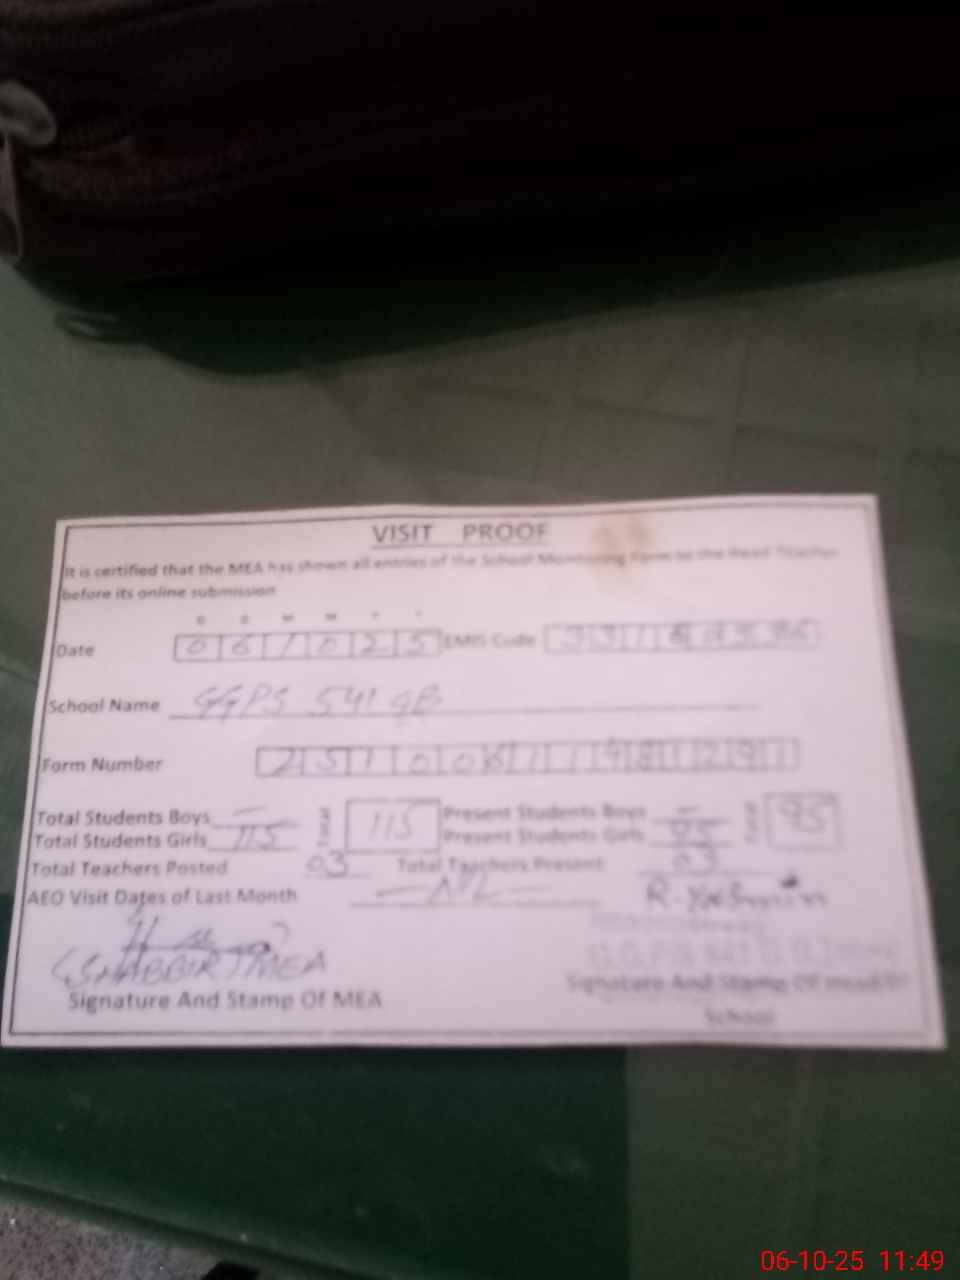 VISIT PROOF
It is certified that the MEA has shown all entries of the School Monitoring Form to the Head Teacher
before its online submission
D D M M Y Y
Date 0 6 1 0 2 5 EMIS Code
School Name GGPS 541 GB
Form Number
Total Students Boys — Total 115 Present Students Boys — Total 95
Total Students Girls 115 Present Students Girls 95
Total Teachers Posted 03 Total Teachers Present 03
AEO Visit Dates of Last Month Nil
(SHABBIR) MEA
Signature And Stamp Of MEA Signature And Stamp Of Head Of
School
06-10-25 11:49